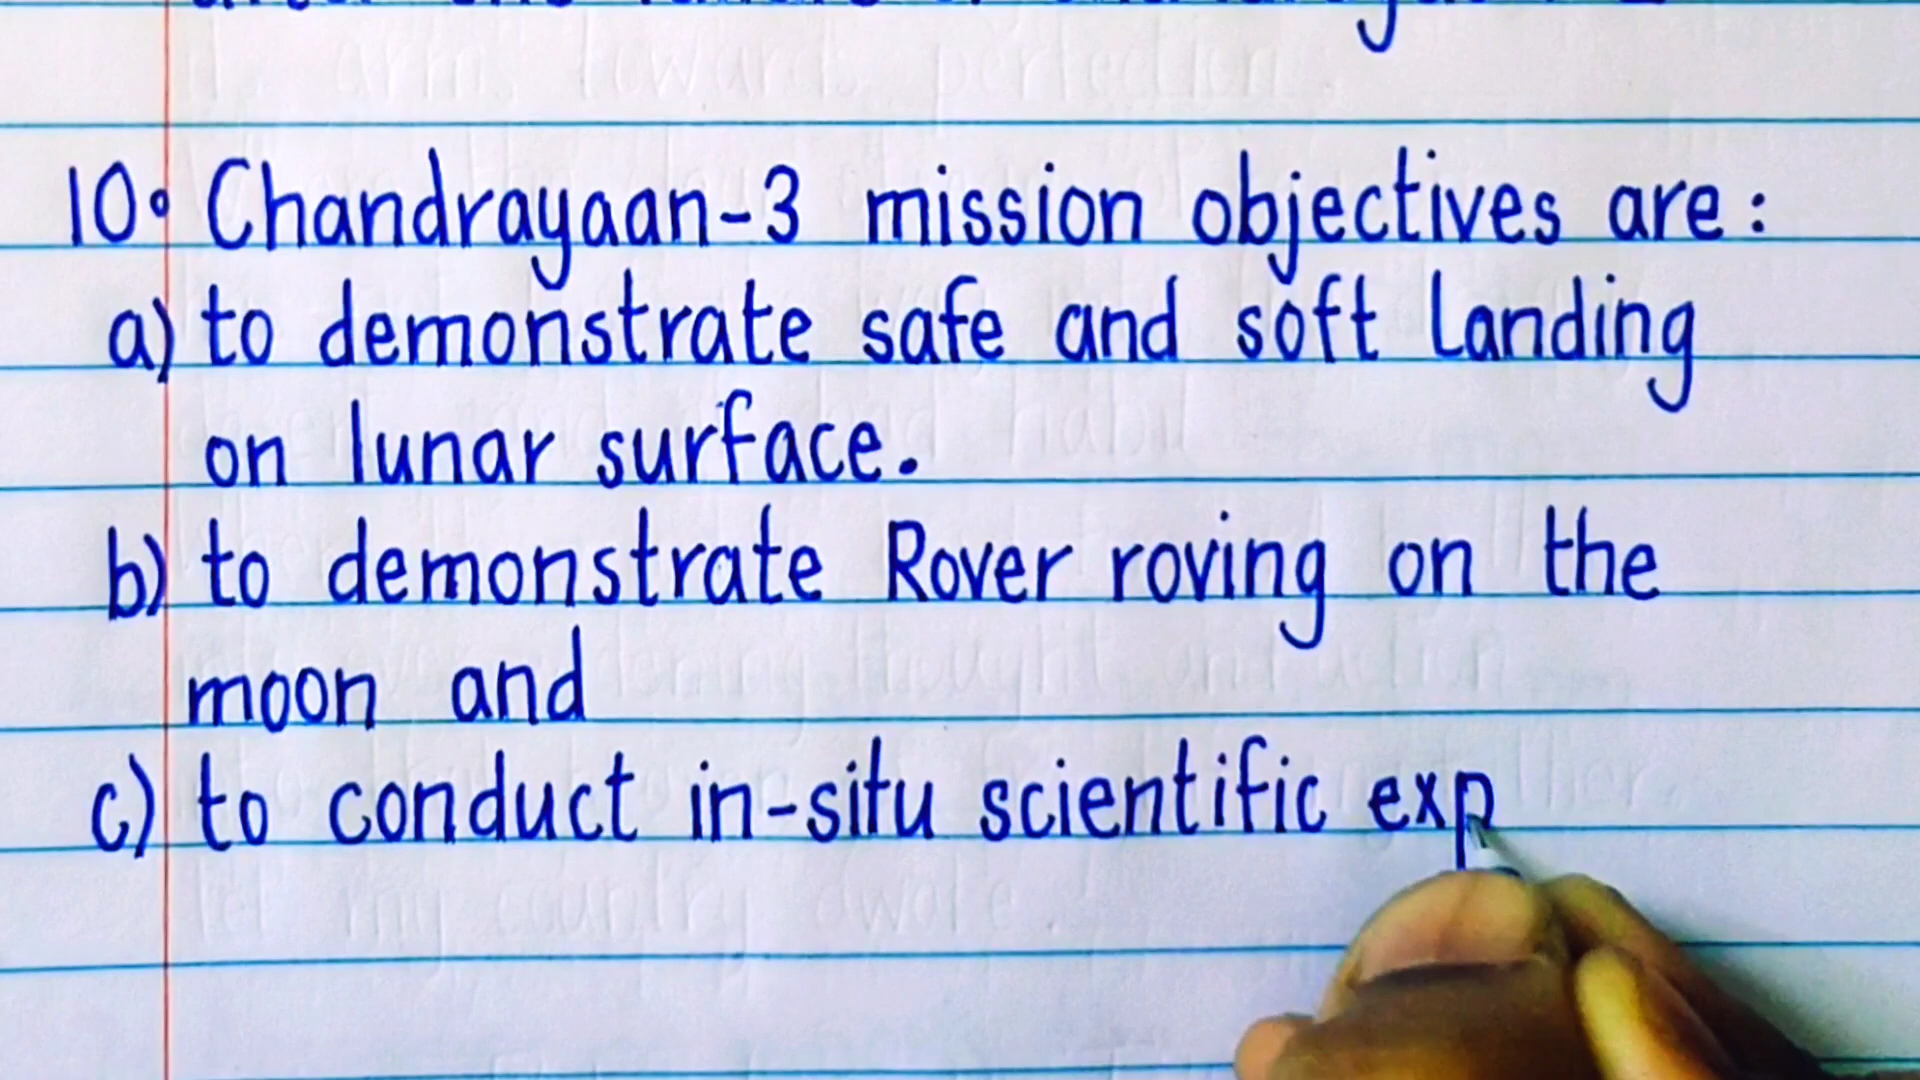 10. Chandrayaan-3 mission objectives are:
a) to demonstrate safe and soft landing
on lunar surface.
b) to demonstrate Rover roving on the
moon and
c) to conduct in-situ scientific exp